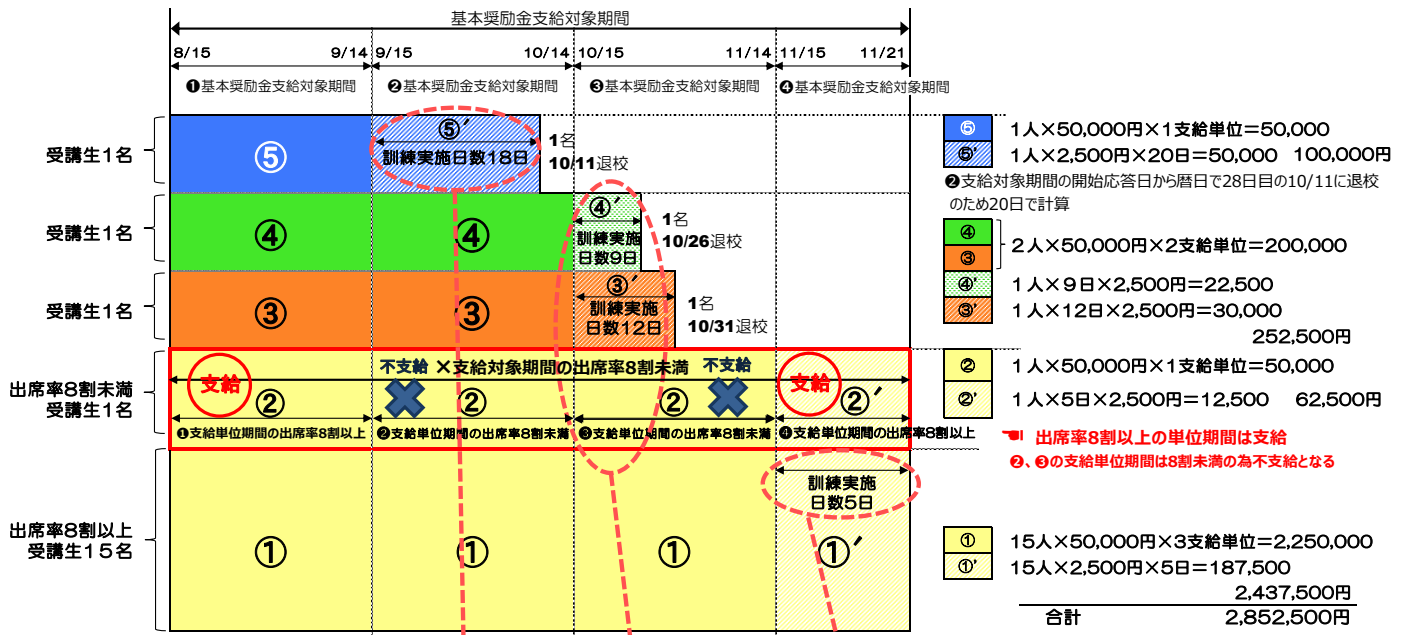 基本奨励金支給対象期間
8/15 9/14 9/15 10/14 10/15 11/14 11/15 11/21
❶基本奨励金支給対象期間 ❷基本奨励金支給対象期間 ❸基本奨励金支給対象期間 ❹基本奨励金支給対象期間
受講生1名
⑤
⑤′
訓練実施日数18日
1名
10/11退校
受講生1名
④
④
④′
訓練実施
日数9日
1名
10/26退校
受講生1名
③
③
③′
訓練実施
日数12日
1名
10/31退校
出席率8割未満
受講生1名
支給
不支給 ×支給対象期間の出席率8割未満 不支給
支給
② ② ② ②′
❶支給単位期間の出席率8割以上 ❷支給単位期間の出席率8割未満 ❸支給単位期間の出席率8割未満 ❹支給単位期間の出席率8割以上
出席率8割以上
受講生15名
訓練実施
日数5日
① ① ① ①′
⑤ 1人×50,000円×1支給単位=50,000
⑤' 1人×2,500円×20日=50,000 100,000円
❷支給対象期間の開始応答日から暦日で28日目の10/11に退校
のため20日で計算
④
③
2人×50,000円×2支給単位=200,000
④' 1人×9日×2,500円=22,500
③' 1人×12日×2,500円=30,000
252,500円
② 1人×50,000円×1支給単位=50,000
②' 1人×5日×2,500円=12,500 62,500円
☚ 出席率8割以上の単位期間は支給
❷、❸の支給単位期間は8割未満の為不支給となる
① 15人×50,000円×3支給単位=2,250,000
①' 15人×2,500円×5日=187,500
2,437,500円
合計 2,852,500円